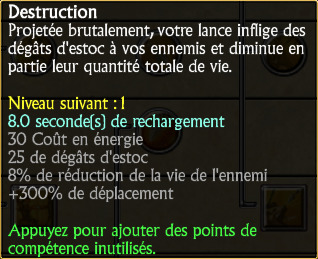 Destruction
Projetée brutalement, votre lance inflige des
dégâts d'estoc à vos ennemis et diminue en
partie leur quantité totale de vie.
Niveau suivant : 1
8.0 seconde(s) de rechargement
30 Coût en énergie
25 de dégâts d'estoc
8% de réduction de la vie de l'ennemi
+300% de déplacement
Appuyez pour ajouter des points de
compétence inutilisés.